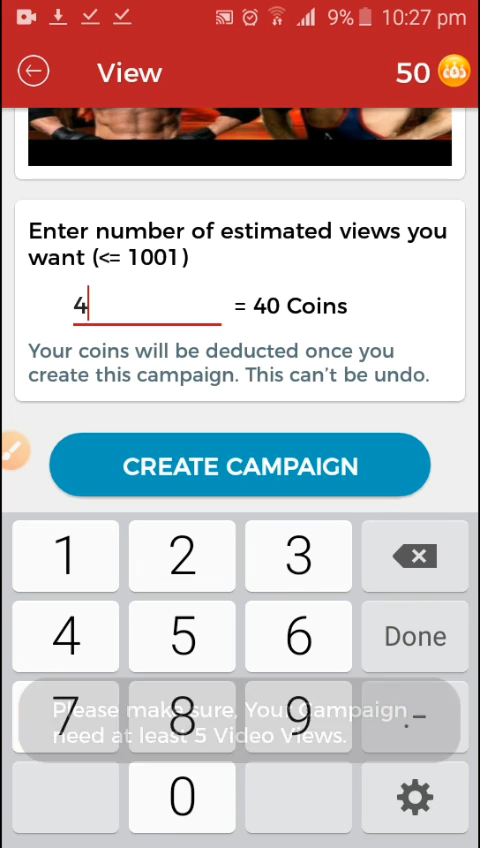 9% 10:27 pm
View 50
Enter number of estimated views you
want (<= 1001)
4 = 40 Coins
Your coins will be deducted once you
create this campaign. This can't be undo.
CREATE CAMPAIGN
1 2 3
4 5 6 Done
7 8 9 .-
Please make sure, Your Campaign
need at least 5 Video Views.
0